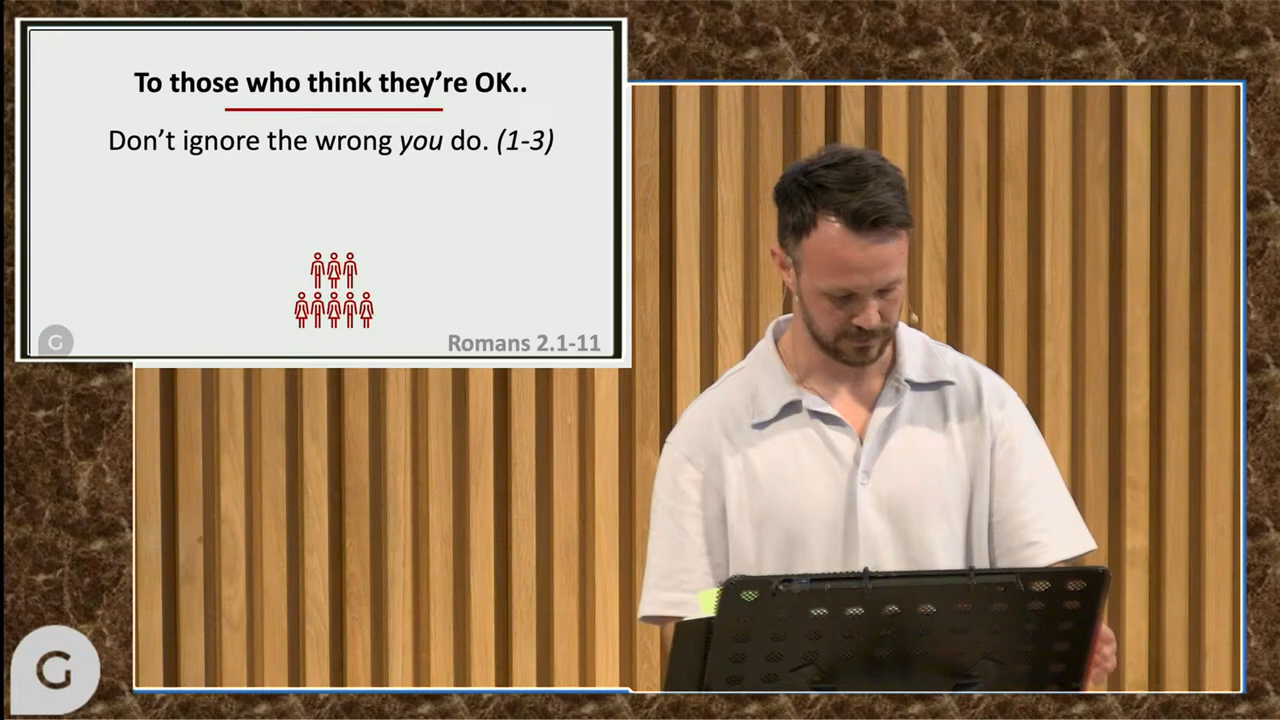 To those who think they're OK..
Don't ignore the wrong you do. (1-3)
G
Romans 2.1-11
G